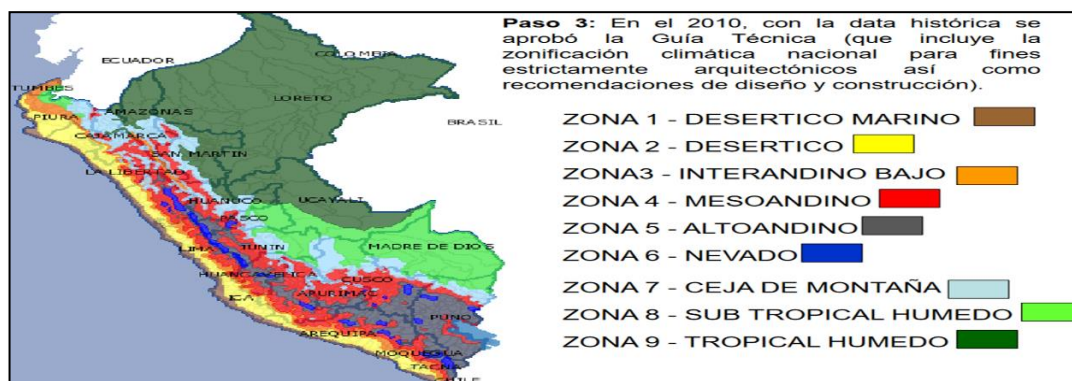 COLOMBIA
ECUADOR
TUMBES
LORETO
PIURA
AMAZONAS
BRASIL
CAJAMARCA
SAN MARTIN
LA LIBERTAD
HUANUCO
UCAYALI
PASCO
LIMA
JUNIN
MADRE DE DIOS
HUANCAVELICA
CUSCO
ICA
APURIMAC
PUNO
AREQUIPA
MOQUEGUA
TACNA
CHILE
Paso 3: En el 2010, con la data histórica se
aprobó la Guía Técnica (que incluye la
zonificación climática nacional para fines
estrictamente arquitectónicos así como
recomendaciones de diseño y construcción).
ZONA 1 - DESERTICO MARINO
ZONA 2 - DESERTICO
ZONA3 - INTERANDINO BAJO
ZONA 4 - MESOANDINO
ZONA 5 - ALTOANDINO
ZONA 6 - NEVADO
ZONA 7 - CEJA DE MONTAÑA
ZONA 8 - SUB TROPICAL HUMEDO
ZONA 9 - TROPICAL HUMEDO